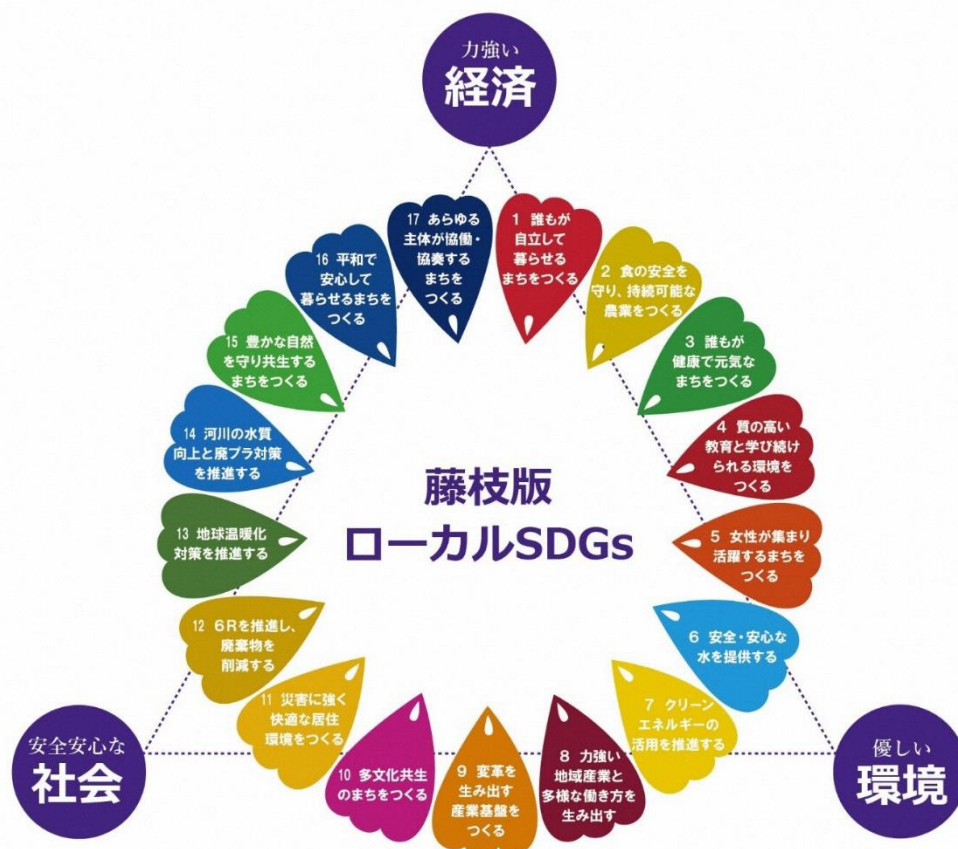 力強い
経済
1 誰もが
自立して
暮らせる
まちをつくる
2 食の安全を
守り、持続可能な
農業をつくる
3 誰もが
健康で元気な
まちをつくる
4 質の高い
教育と学び続け
られる環境を
つくる
5 女性が集まり
活躍するまちを
つくる
6 安全・安心な
水を提供する
7 クリーン
エネルギーの
活用を推進する
8 力強い
地域産業と
多様な働き方を
生み出す
9 変革を
生み出す
産業基盤を
つくる
10 多文化共生
のまちをつくる
11 災害に強く
快適な居住
環境をつくる
12 6Rを推進し、
廃棄物を
削減する
13 地球温暖化
対策を推進する
14 河川の水質
向上と廃プラ対策
を推進する
15 豊かな自然
を守り共生する
まちをつくる
16 平和で
安心して
暮らせるまちを
つくる
17 あらゆる
主体が協働・
協奏する
まちを
つくる
藤枝版
ローカルSDGs
安全安心な
社会
優しい
環境